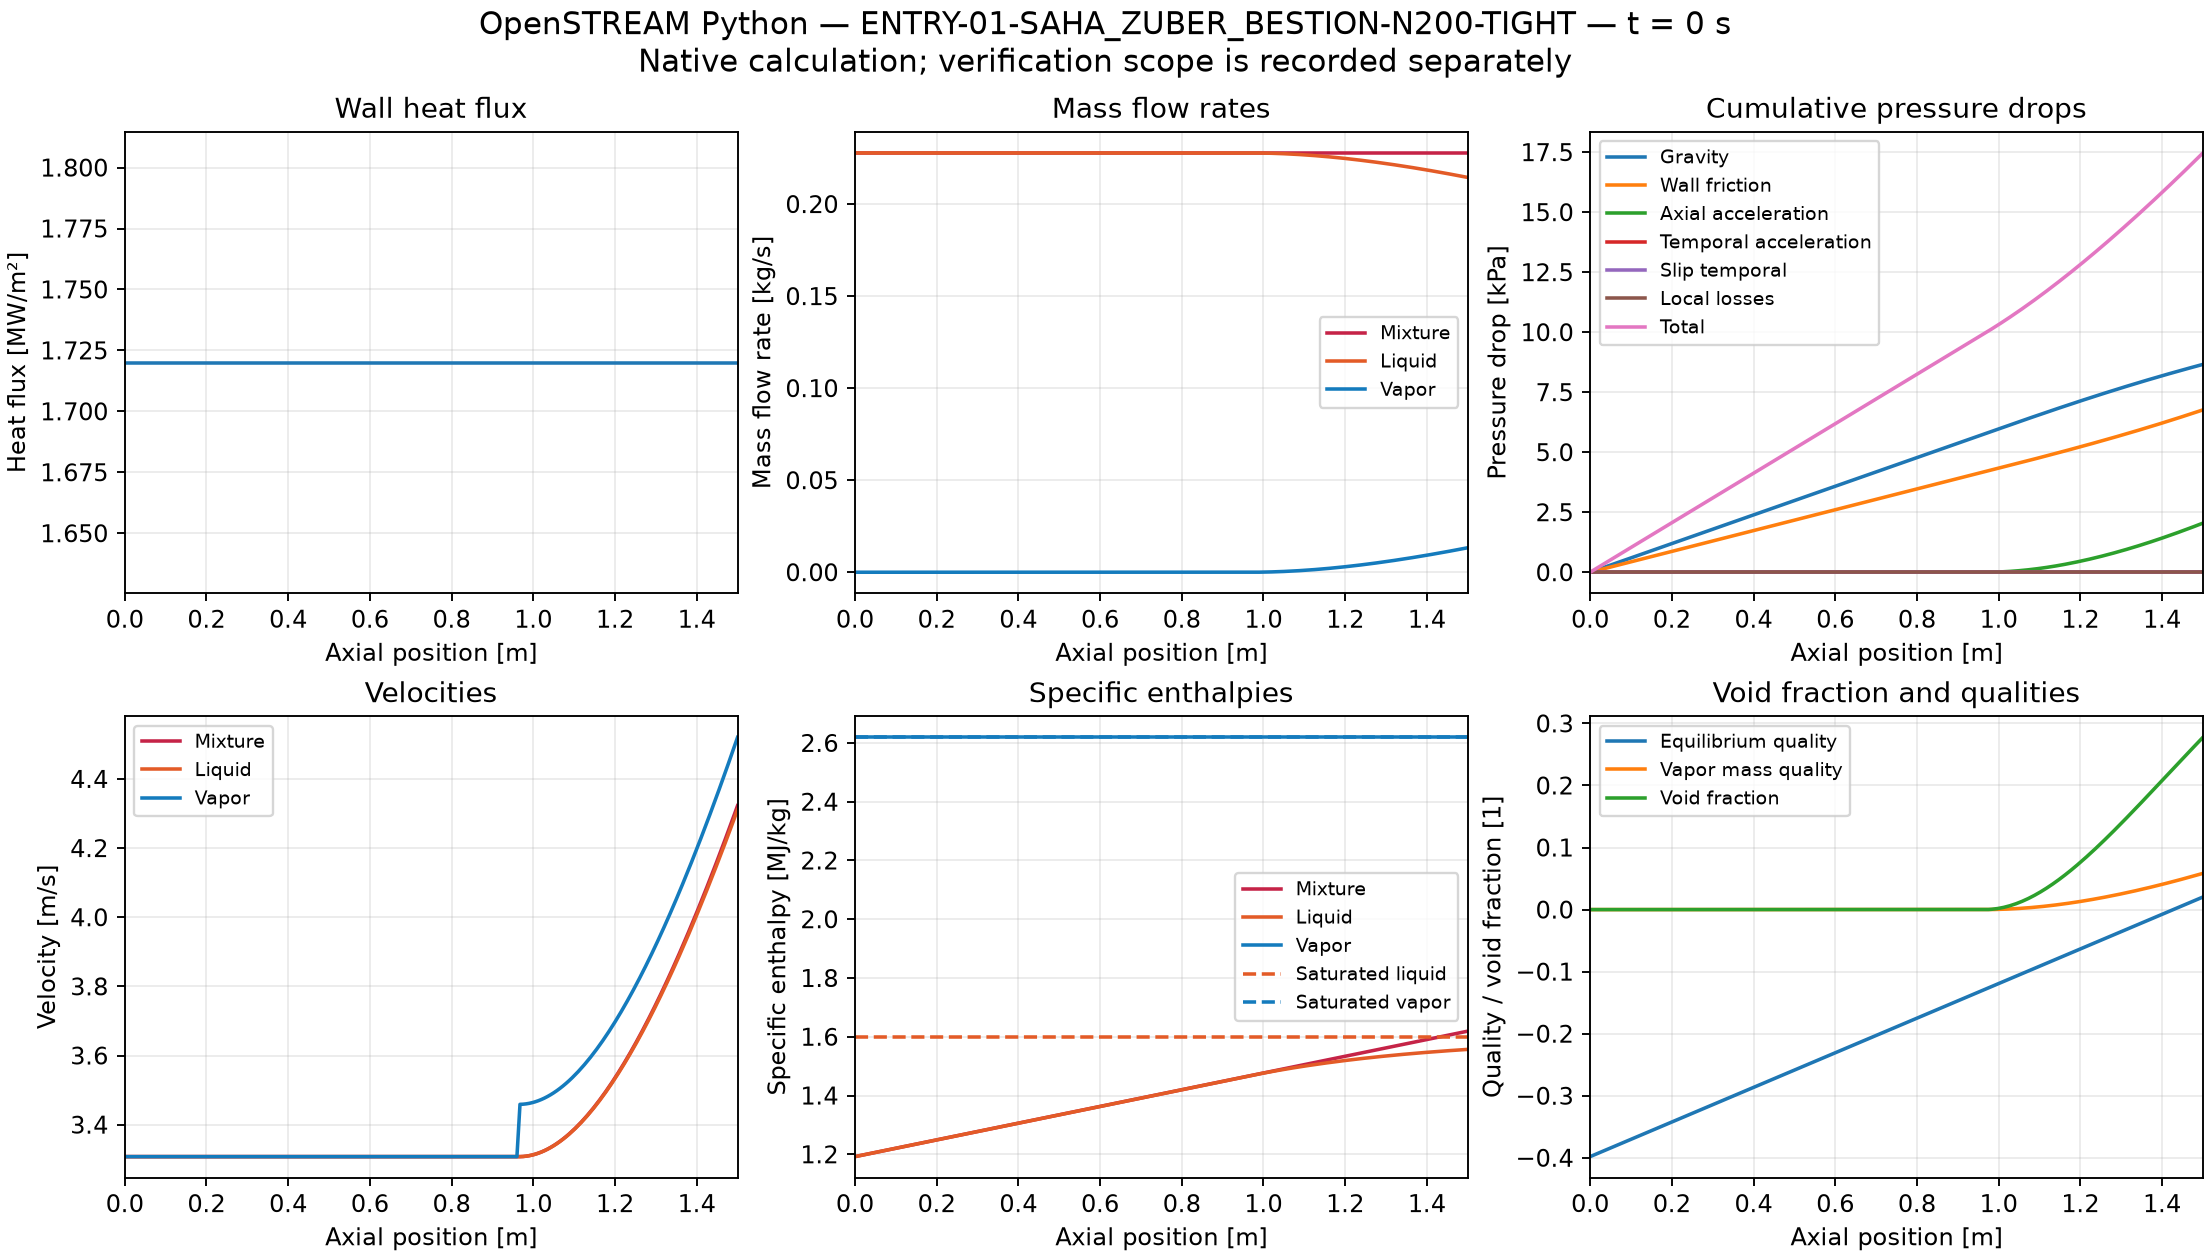 OpenSTREAM Python — ENTRY-01-SAHA_ZUBER_BESTION-N200-TIGHT — t = 0 s
Native calculation; verification scope is recorded separately
Wall heat flux
Heat flux [MW/m²]
1.800
1.775
1.750
1.725
1.700
1.675
1.650
0.0 0.2 0.4 0.6 0.8 1.0 1.2 1.4
Axial position [m]
Mass flow rates
Mass flow rate [kg/s]
0.20
0.15
0.10
0.05
0.00
Mixture
Liquid
Vapor
0.0 0.2 0.4 0.6 0.8 1.0 1.2 1.4
Axial position [m]
Cumulative pressure drops
Pressure drop [kPa]
17.5
15.0
12.5
10.0
7.5
5.0
2.5
0.0
Gravity
Wall friction
Axial acceleration
Temporal acceleration
Slip temporal
Local losses
Total
0.0 0.2 0.4 0.6 0.8 1.0 1.2 1.4
Axial position [m]
Velocities
Velocity [m/s]
4.4
4.2
4.0
3.8
3.6
3.4
Mixture
Liquid
Vapor
0.0 0.2 0.4 0.6 0.8 1.0 1.2 1.4
Axial position [m]
Specific enthalpies
Specific enthalpy [MJ/kg]
2.6
2.4
2.2
2.0
1.8
1.6
1.4
1.2
Mixture
Liquid
Vapor
Saturated liquid
Saturated vapor
0.0 0.2 0.4 0.6 0.8 1.0 1.2 1.4
Axial position [m]
Void fraction and qualities
Quality / void fraction [1]
0.3
0.2
0.1
0.0
−0.1
−0.2
−0.3
−0.4
Equilibrium quality
Vapor mass quality
Void fraction
0.0 0.2 0.4 0.6 0.8 1.0 1.2 1.4
Axial position [m]